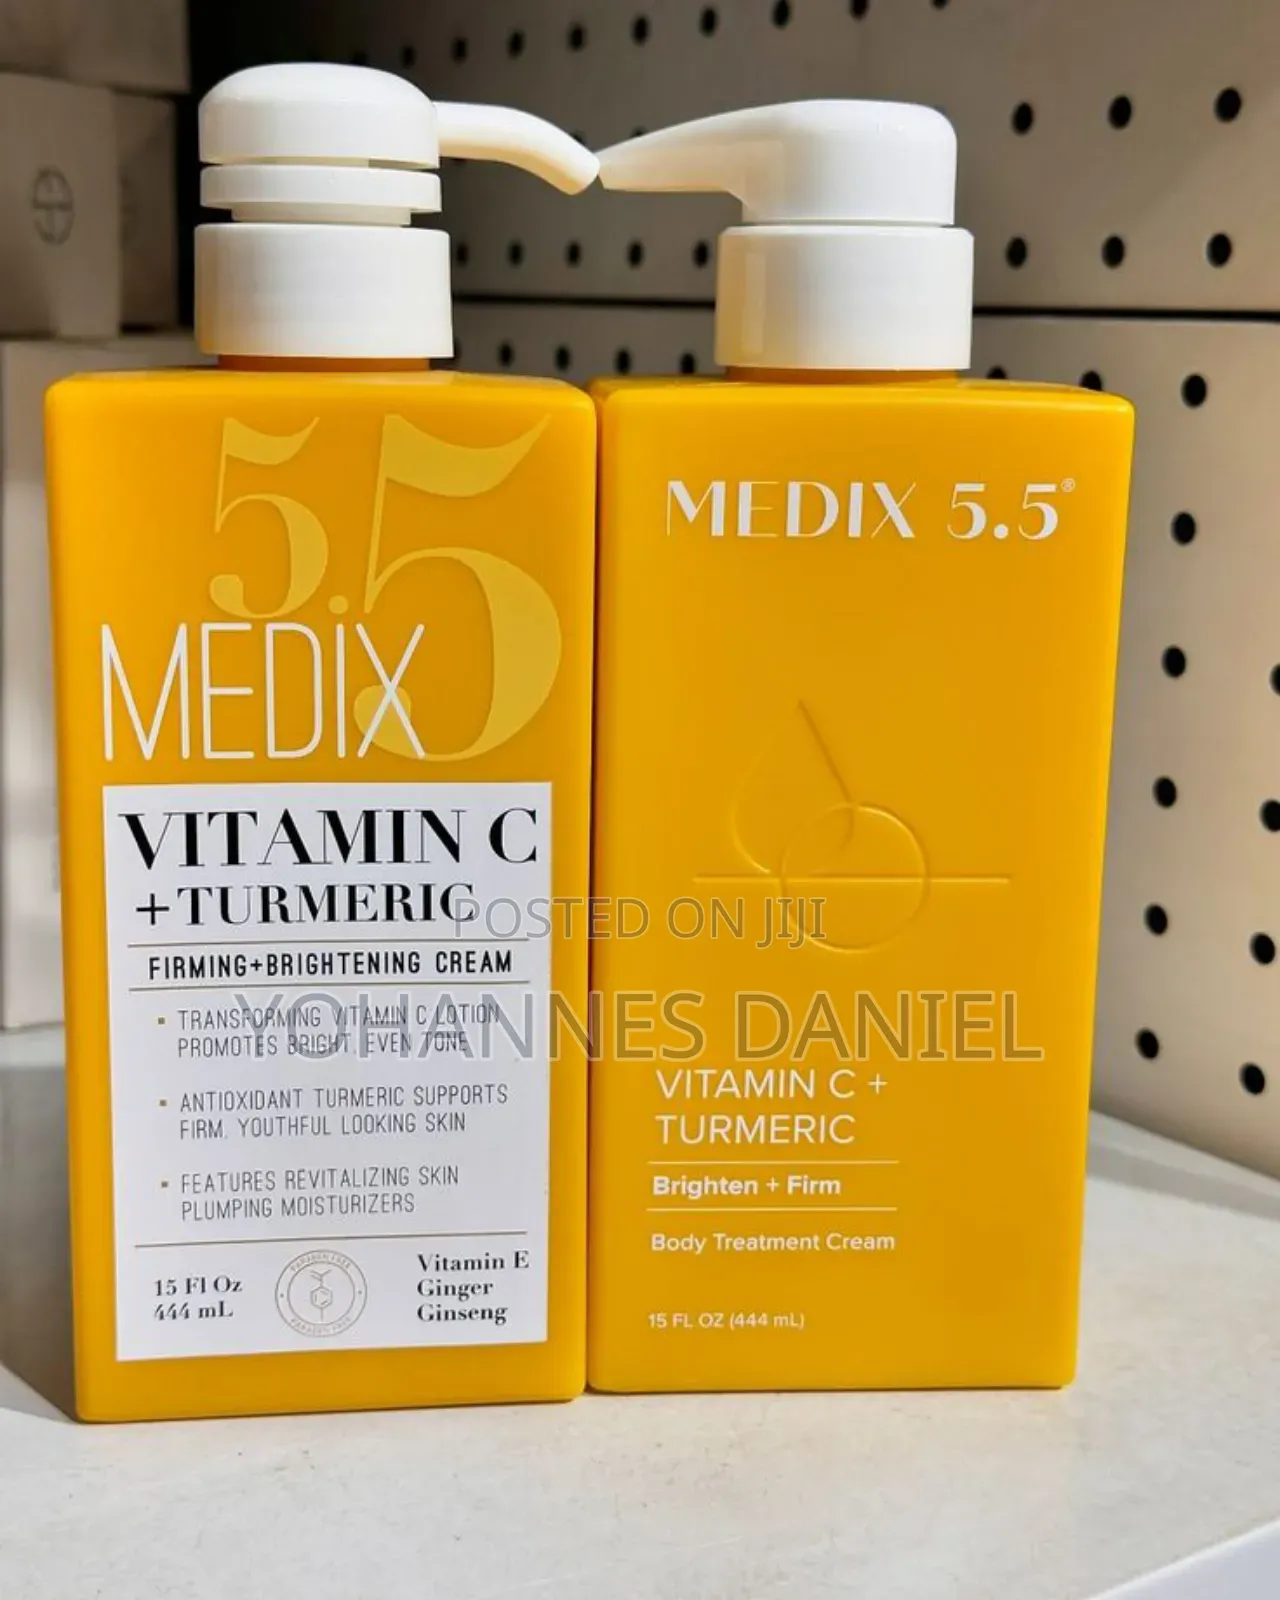 5.5
MEDIX
VITAMIN C
+TURMERIC
FIRMING+BRIGHTENING CREAM
▪ TRANSFORMING VITAMIN C LOTION
PROMOTES BRIGHT, EVEN TONE
▪ ANTIOXIDANT TURMERIC SUPPORTS
FIRM, YOUTHFUL LOOKING SKIN
▪ FEATURES REVITALIZING SKIN
PLUMPING MOISTURIZERS
15 Fl Oz
444 mL
PARABEN FREE
Vitamin E
Ginger
Ginseng
MEDIX 5.5®
VITAMIN C +
TURMERIC
Brighten + Firm
Body Treatment Cream
15 FL OZ (444 mL)
POSTED ON JIJI
YOHANNES DANIEL